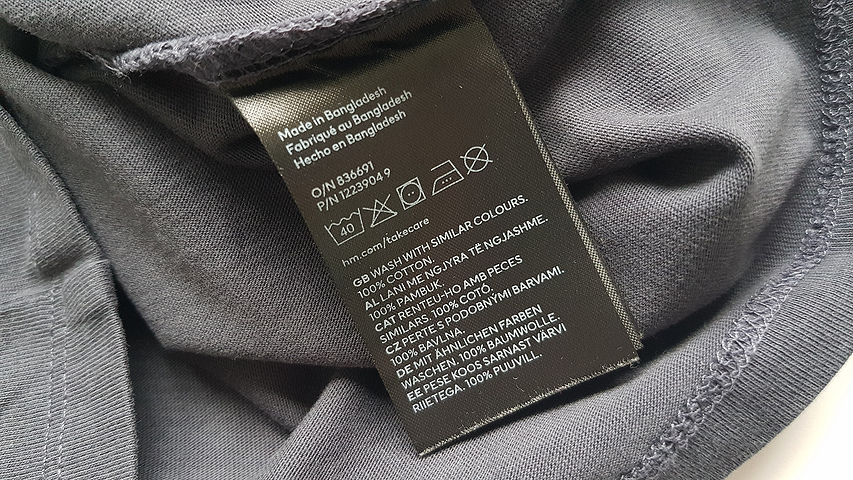 Made in Bangladesh
Fabriqué au Bangladesh
Hecho en Bangladesh
O/N 836691
P/N 1223904 9
40
hm.com/takecare
GB WASH WITH SIMILAR COLOURS.
100% COTTON.
AL LANI ME NGJYRA TË NGJASHME.
100% PAMBUK.
CAT RENTEU-HO AMB PECES
SIMILARS. 100% COTÓ.
CZ PERTE S PODOBNÝMI BARVAMI.
100% BAVLNA.
DE MIT ÄHNLICHEN FARBEN
WASCHEN. 100% BAUMWOLLE.
EE PESE KOOS SARNAST VÄRVI
RIIETEGA. 100% PUUVILL.